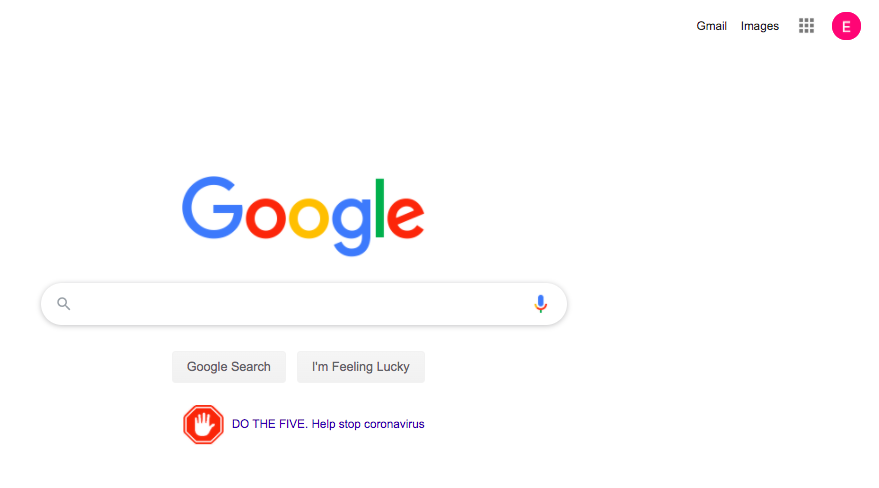 Gmail Images E
Google
Google Search I'm Feeling Lucky
DO THE FIVE. Help stop coronavirus